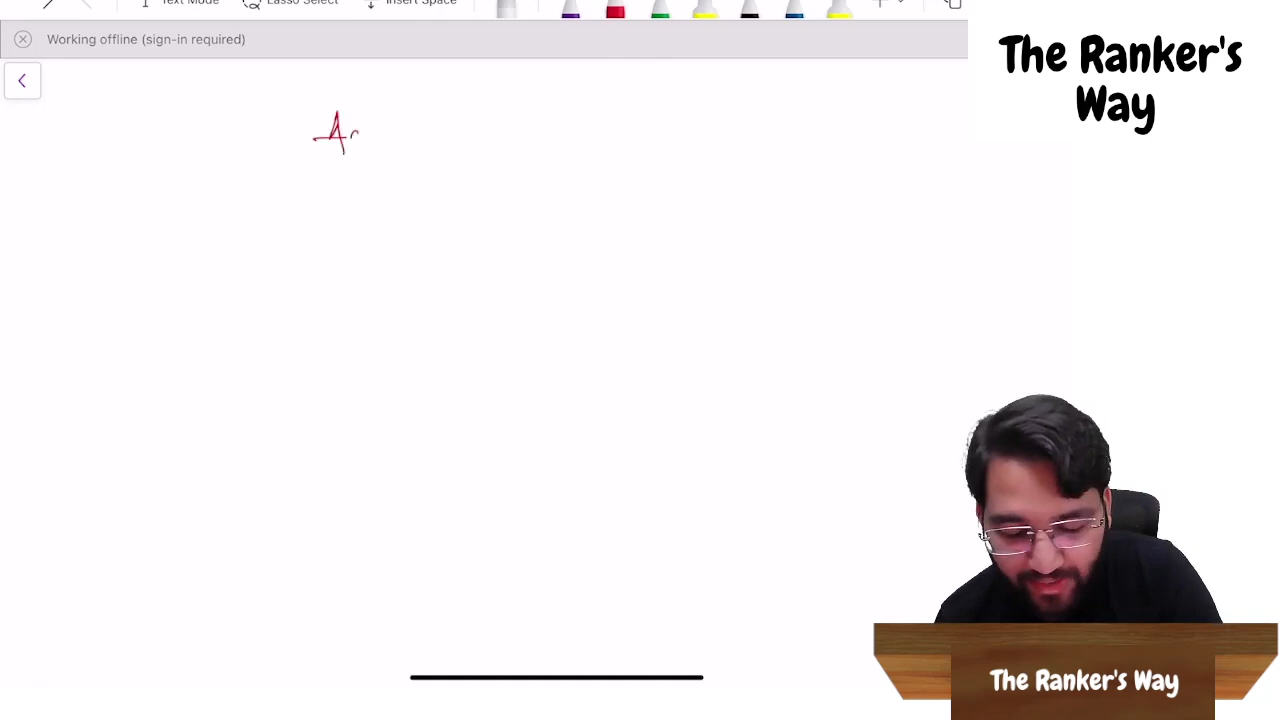 Text Mode
Lasso Select
Insert Space
Working offline (sign-in required)
The Ranker's
Way
The Ranker's Way